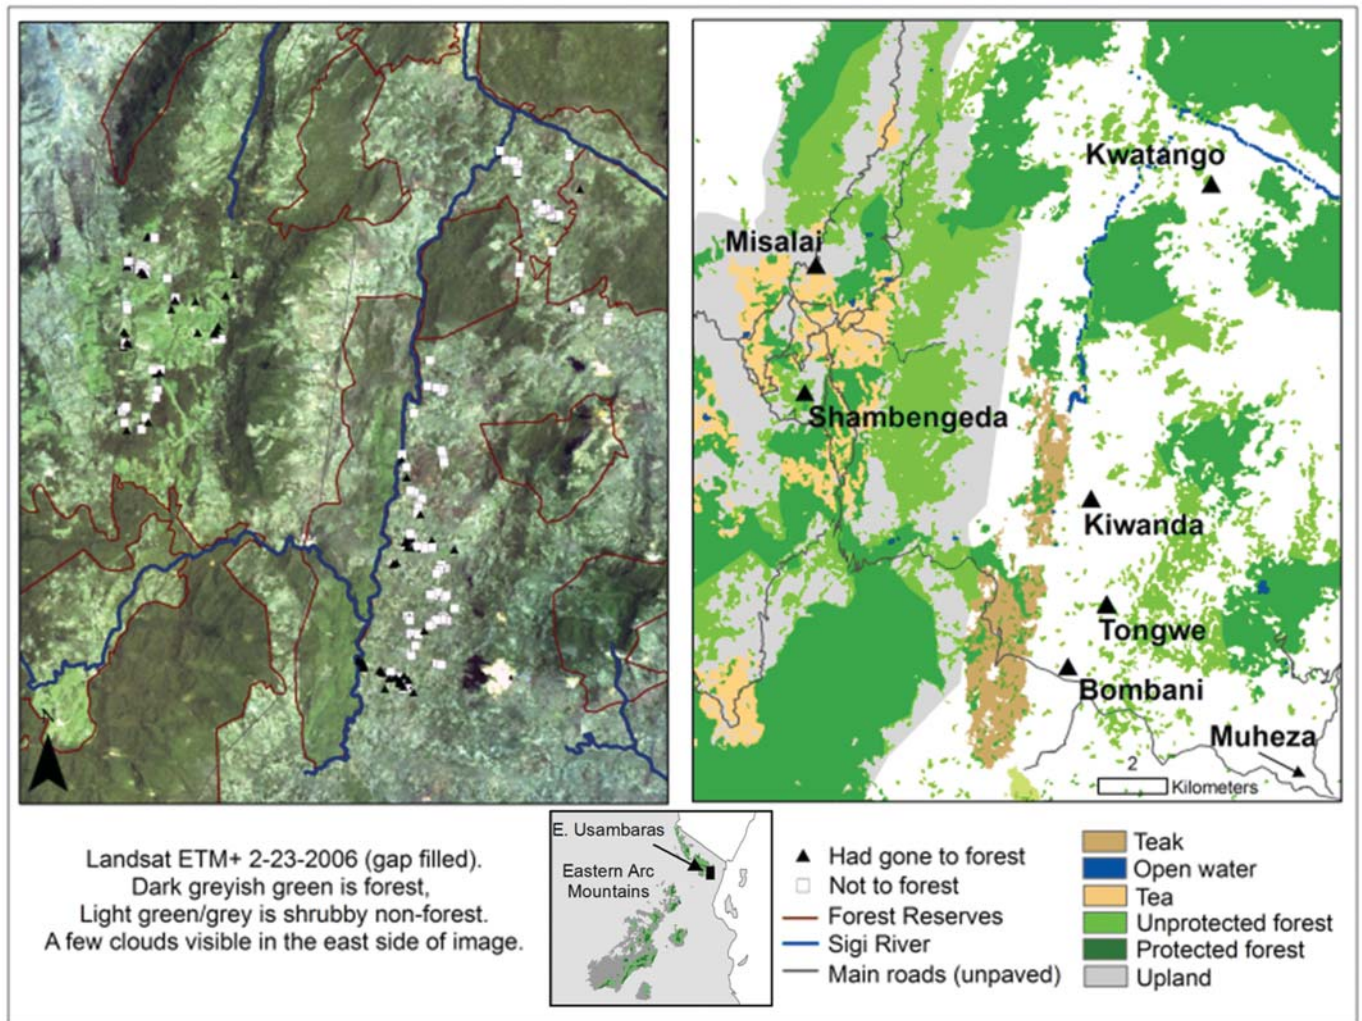 Kwatango
Misalai
Shambengeda
Kiwanda
Tongwe
Bombani
Muheza
2
Kilometers
N
Landsat ETM+ 2-23-2006 (gap filled).
Dark greyish green is forest,
Light green/grey is shrubby non-forest.
A few clouds visible in the east side of image.
E. Usambaras
Eastern Arc
Mountains
Had gone to forest
Not to forest
Forest Reserves
Sigi River
Main roads (unpaved)
Teak
Open water
Tea
Unprotected forest
Protected forest
Upland